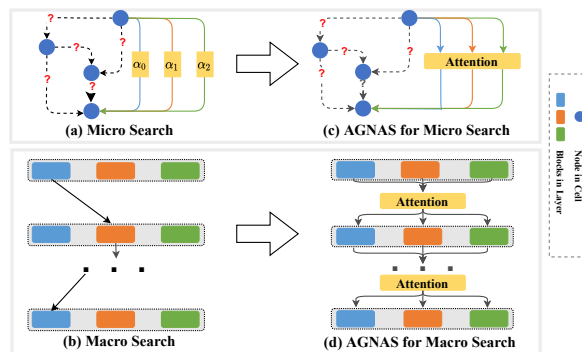 ?
?
?
?
?
α0
α1
α2
(a) Micro Search
?
?
?
?
?
Attention
(c) AGNAS for Micro Search
(b) Macro Search
Attention
Attention
(d) AGNAS for Macro Search
Node in Cell
Blocks in Layer